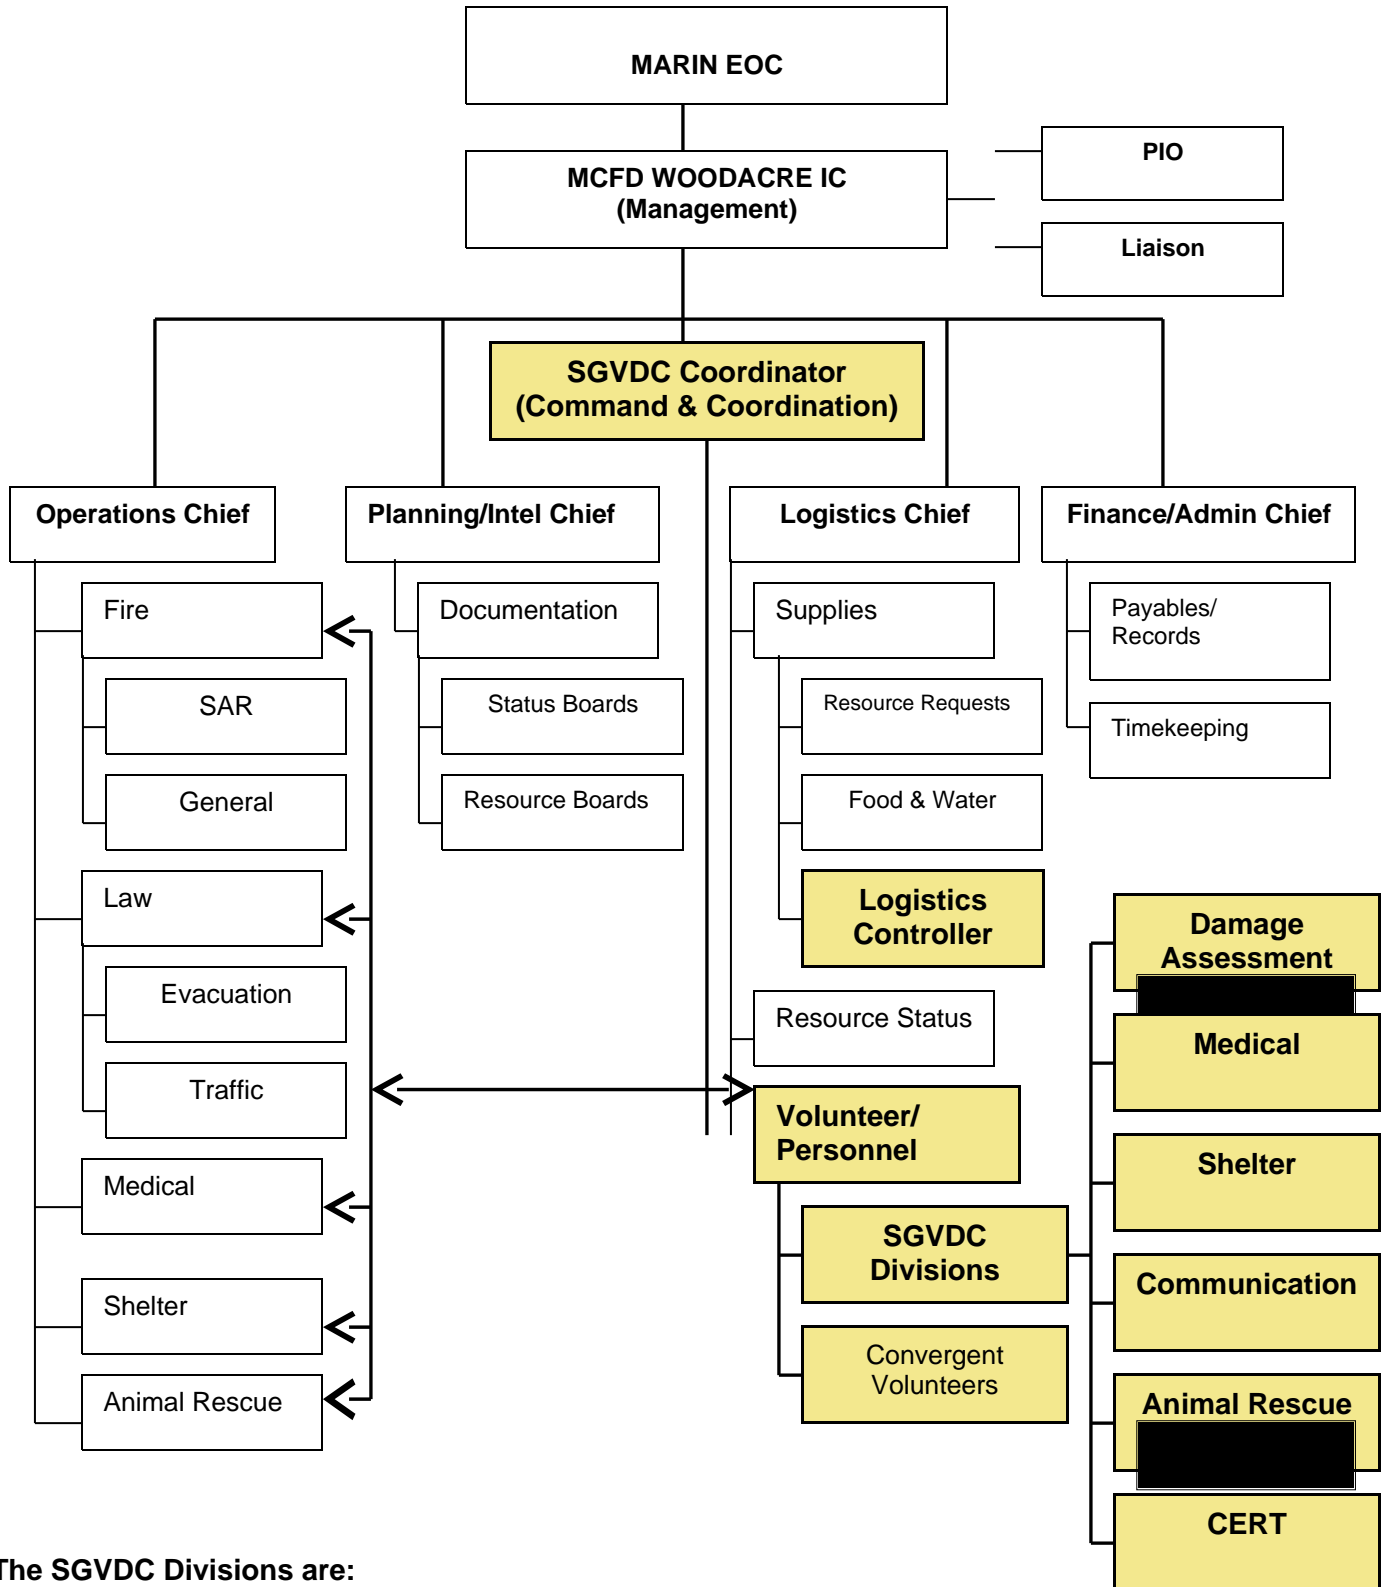 MARIN EOC
MCFD WOODACRE IC
(Management)
PIO
Liaison
SGVDC Coordinator
(Command & Coordination)
Operations Chief
Planning/Intel Chief
Logistics Chief
Finance/Admin Chief
Fire
SAR
General
Law
Evacuation
Traffic
Medical
Shelter
Animal Rescue
Documentation
Status Boards
Resource Boards
Supplies
Resource Requests
Food & Water
Logistics
Controller
Resource Status
Volunteer/
Personnel
SGVDC
Divisions
Convergent
Volunteers
Payables/
Records
Timekeeping
Damage
Assessment
Medical
Shelter
Communication
Animal Rescue
CERT
The SGVDC Divisions are: